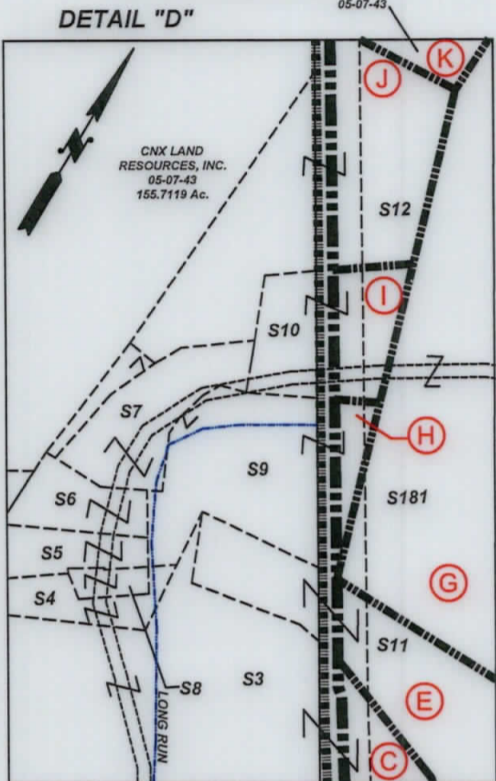 DETAIL "D"
05-07-43
K
J
CNX LAND
RESOURCES, INC.
05-07-43
155.7119 Ac.
S12
I
S10
S7
H
S9
S6
S181
S5
G
S4
S11
S8
S3
E
LONG RUN
C